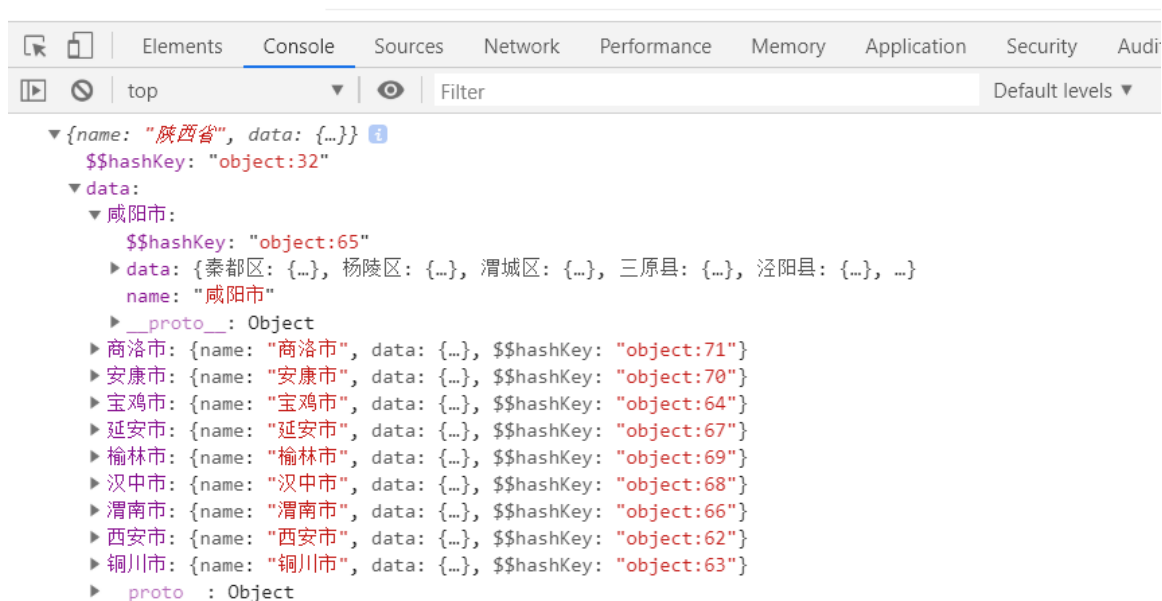 Elements Console Sources Network Performance Memory Application Security Audi
top Filter Default levels ▼
▼{name: "陕西省", data: {…}} i
$$hashKey: "object:32"
▼data:
▼咸阳市:
$$hashKey: "object:65"
▶data: {秦都区: {…}, 杨陵区: {…}, 渭城区: {…}, 三原县: {…}, 泾阳县: {…}, …}
name: "咸阳市"
▶__proto__: Object
▶商洛市: {name: "商洛市", data: {…}, $$hashKey: "object:71"}
▶安康市: {name: "安康市", data: {…}, $$hashKey: "object:70"}
▶宝鸡市: {name: "宝鸡市", data: {…}, $$hashKey: "object:64"}
▶延安市: {name: "延安市", data: {…}, $$hashKey: "object:67"}
▶榆林市: {name: "榆林市", data: {…}, $$hashKey: "object:69"}
▶汉中市: {name: "汉中市", data: {…}, $$hashKey: "object:68"}
▶渭南市: {name: "渭南市", data: {…}, $$hashKey: "object:66"}
▶西安市: {name: "西安市", data: {…}, $$hashKey: "object:62"}
▶铜川市: {name: "铜川市", data: {…}, $$hashKey: "object:63"}
▶ proto : Object